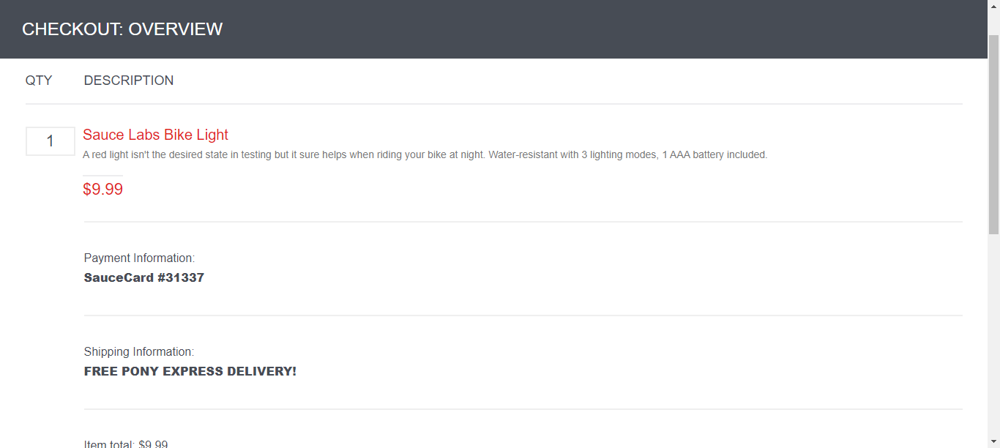 CHECKOUT: OVERVIEW
QTY DESCRIPTION
1 Sauce Labs Bike Light
A red light isn't the desired state in testing but it sure helps when riding your bike at night. Water-resistant with 3 lighting modes, 1 AAA battery included.
$9.99
Payment Information:
SauceCard #31337
Shipping Information:
FREE PONY EXPRESS DELIVERY!
Item total: $9.99